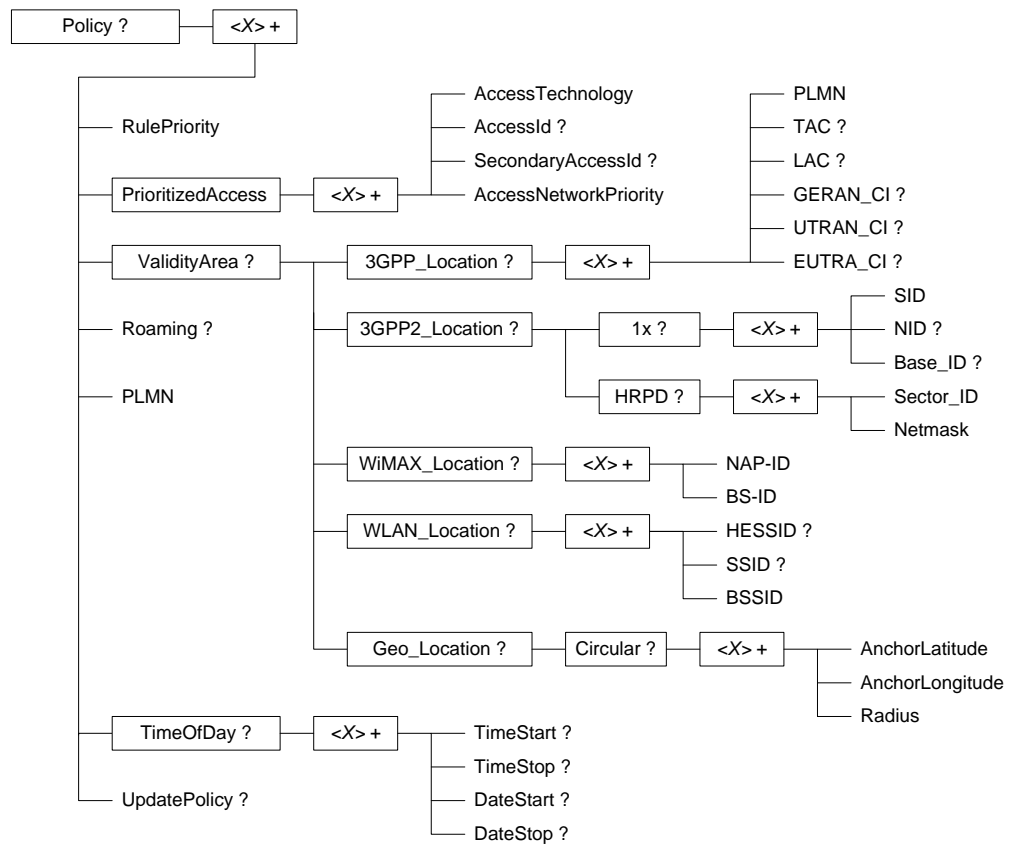 Policy ?
<X> +
RulePriority
PrioritizedAccess
<X> +
AccessTechnology
AccessId ?
SecondaryAccessId ?
AccessNetworkPriority
ValidityArea ?
3GPP_Location ?
<X> +
PLMN
TAC ?
LAC ?
GERAN_CI ?
UTRAN_CI ?
EUTRA_CI ?
3GPP2_Location ?
1x ?
<X> +
SID
NID ?
Base_ID ?
HRPD ?
<X> +
Sector_ID
Netmask
WiMAX_Location ?
<X> +
NAP-ID
BS-ID
WLAN_Location ?
<X> +
HESSID ?
SSID ?
BSSID
Geo_Location ?
Circular ?
<X> +
AnchorLatitude
AnchorLongitude
Radius
Roaming ?
PLMN
TimeOfDay ?
<X> +
TimeStart ?
TimeStop ?
DateStart ?
DateStop ?
UpdatePolicy ?